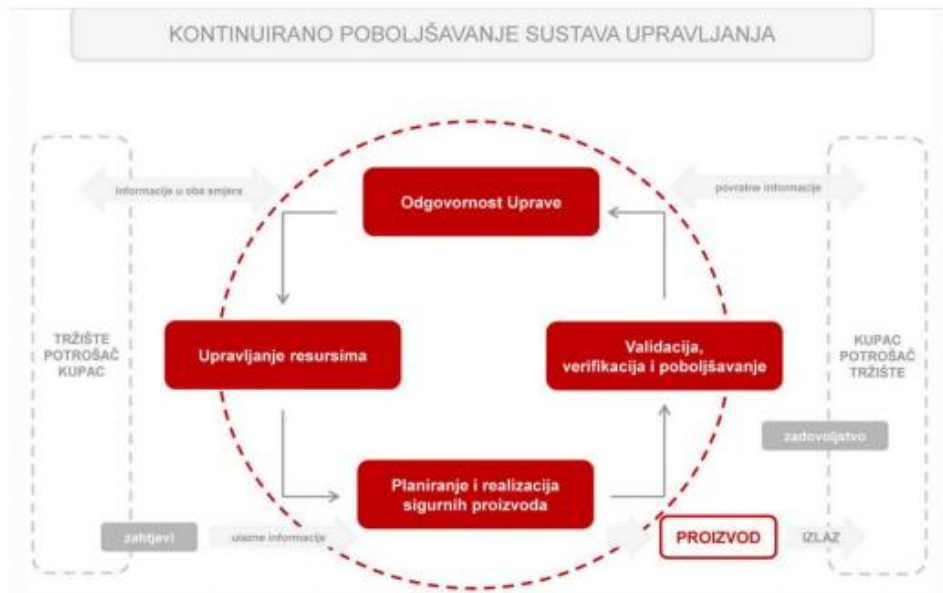 KONTINUIRANO POBOLJŠAVANJE SUSTAVA UPRAVLJANJA
informacije u oba smjera
povratne informacije
Odgovornost Uprave
TRŽIŠTE
POTROŠAČ
KUPAC
Upravljanje resursima
Validacija,
verifikacija i poboljšavanje
KUPAC
POTROŠAČ
TRŽIŠTE
zadovoljstvo
Planiranje i realizacija
sigurnih proizvoda
zahtjevi
ulazne informacije
PROIZVOD
IZLAZ